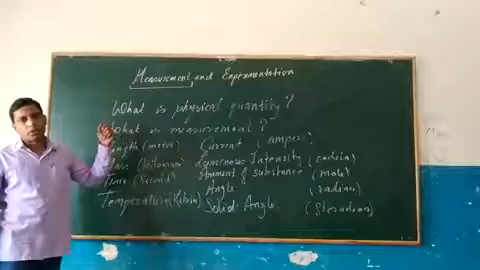 Measurement and Experimentation
What is physical quantity?
What is measurement?
Length (metre) Current (ampere)
Mass (kilogram) Luminous Intensity (candela)
Time (Second) Amount of substance (mole)
Angle (radian)
Temperature (Kelvin) Solid Angle (steradian)